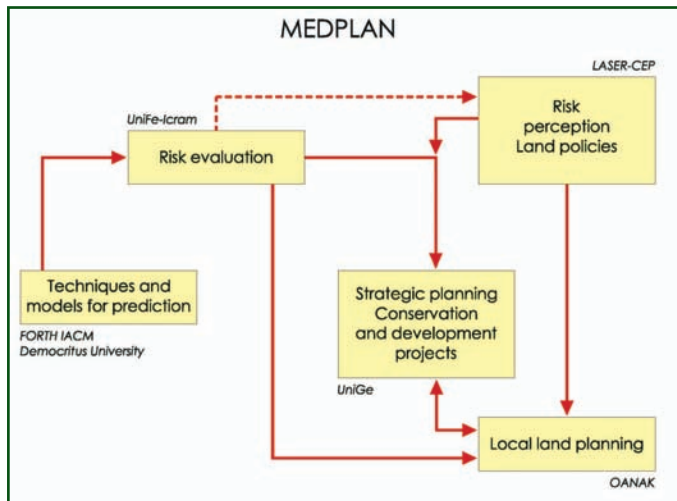 MEDPLAN
LASER-CEP
Risk
perception
Land policies
UniFe-Icram
Risk evaluation
Techniques and
models for prediction
FORTH IACM
Democritus University
Strategic planning
Conservation
and development
projects
UniGe
Local land planning
OANAK